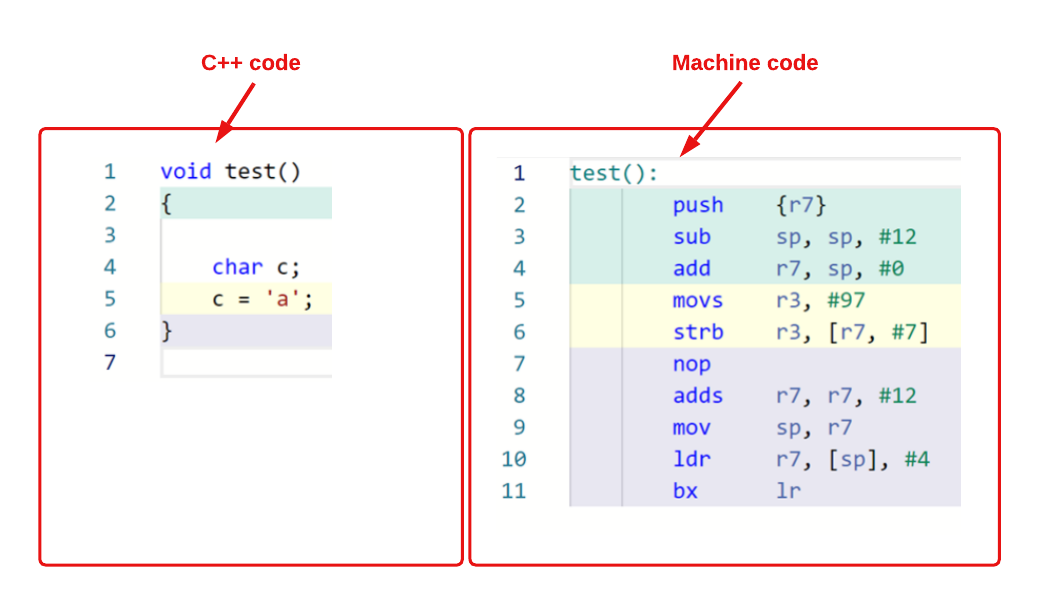 C++ code
1 void test()
2 {
3
4 char c;
5 c = 'a';
6 }
7
Machine code
1 test():
2 push {r7}
3 sub sp, sp, #12
4 add r7, sp, #0
5 movs r3, #97
6 strb r3, [r7, #7]
7 nop
8 adds r7, r7, #12
9 mov sp, r7
10 ldr r7, [sp], #4
11 bx lr